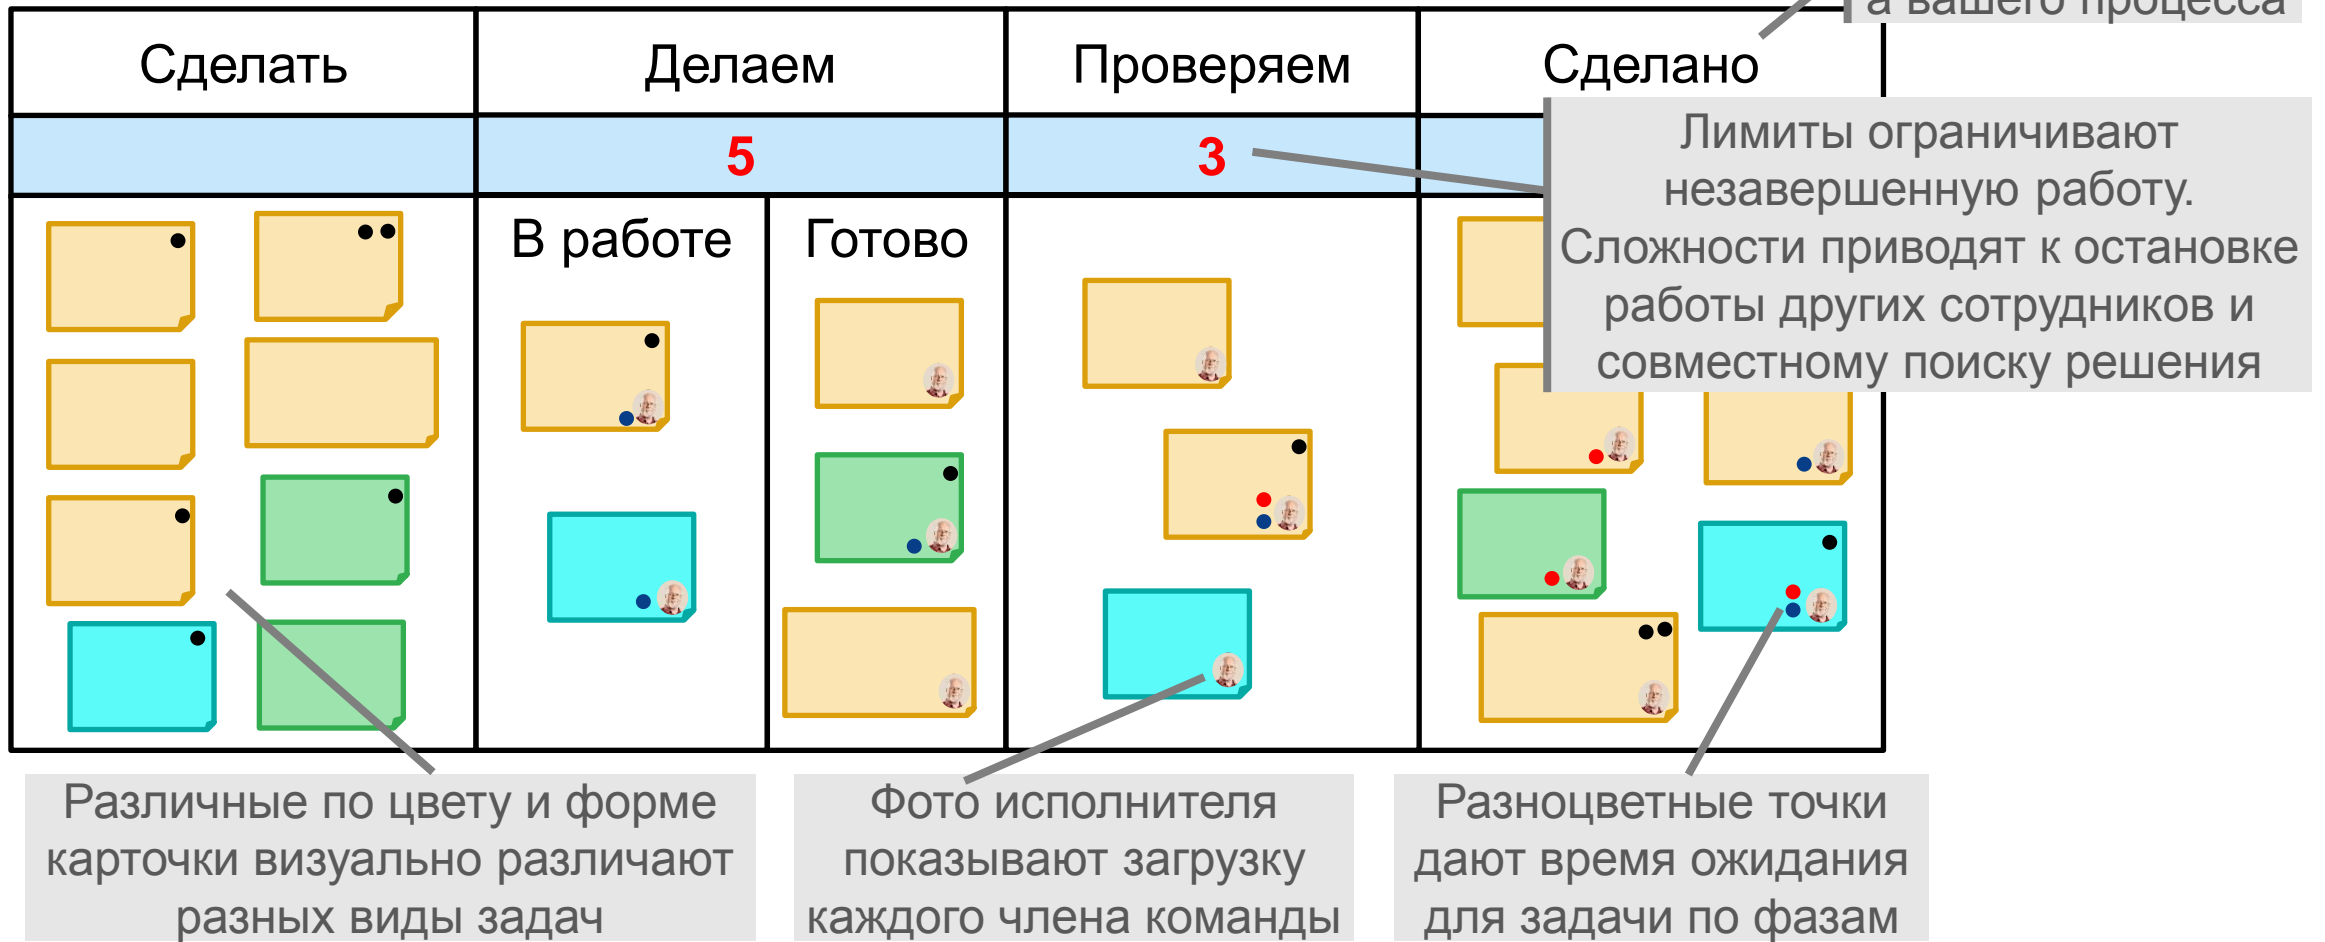 а вашего процесса
Сделать
Делаем
Проверяем
Сделано
5
3
Лимиты ограничивают
незавершенную работу.
Сложности приводят к остановке
работы других сотрудников и
совместному поиску решения
В работе
Готово
Различные по цвету и форме
карточки визуально различают
разных виды задач
Фото исполнителя
показывают загрузку
каждого члена команды
Разноцветные точки
дают время ожидания
для задачи по фазам